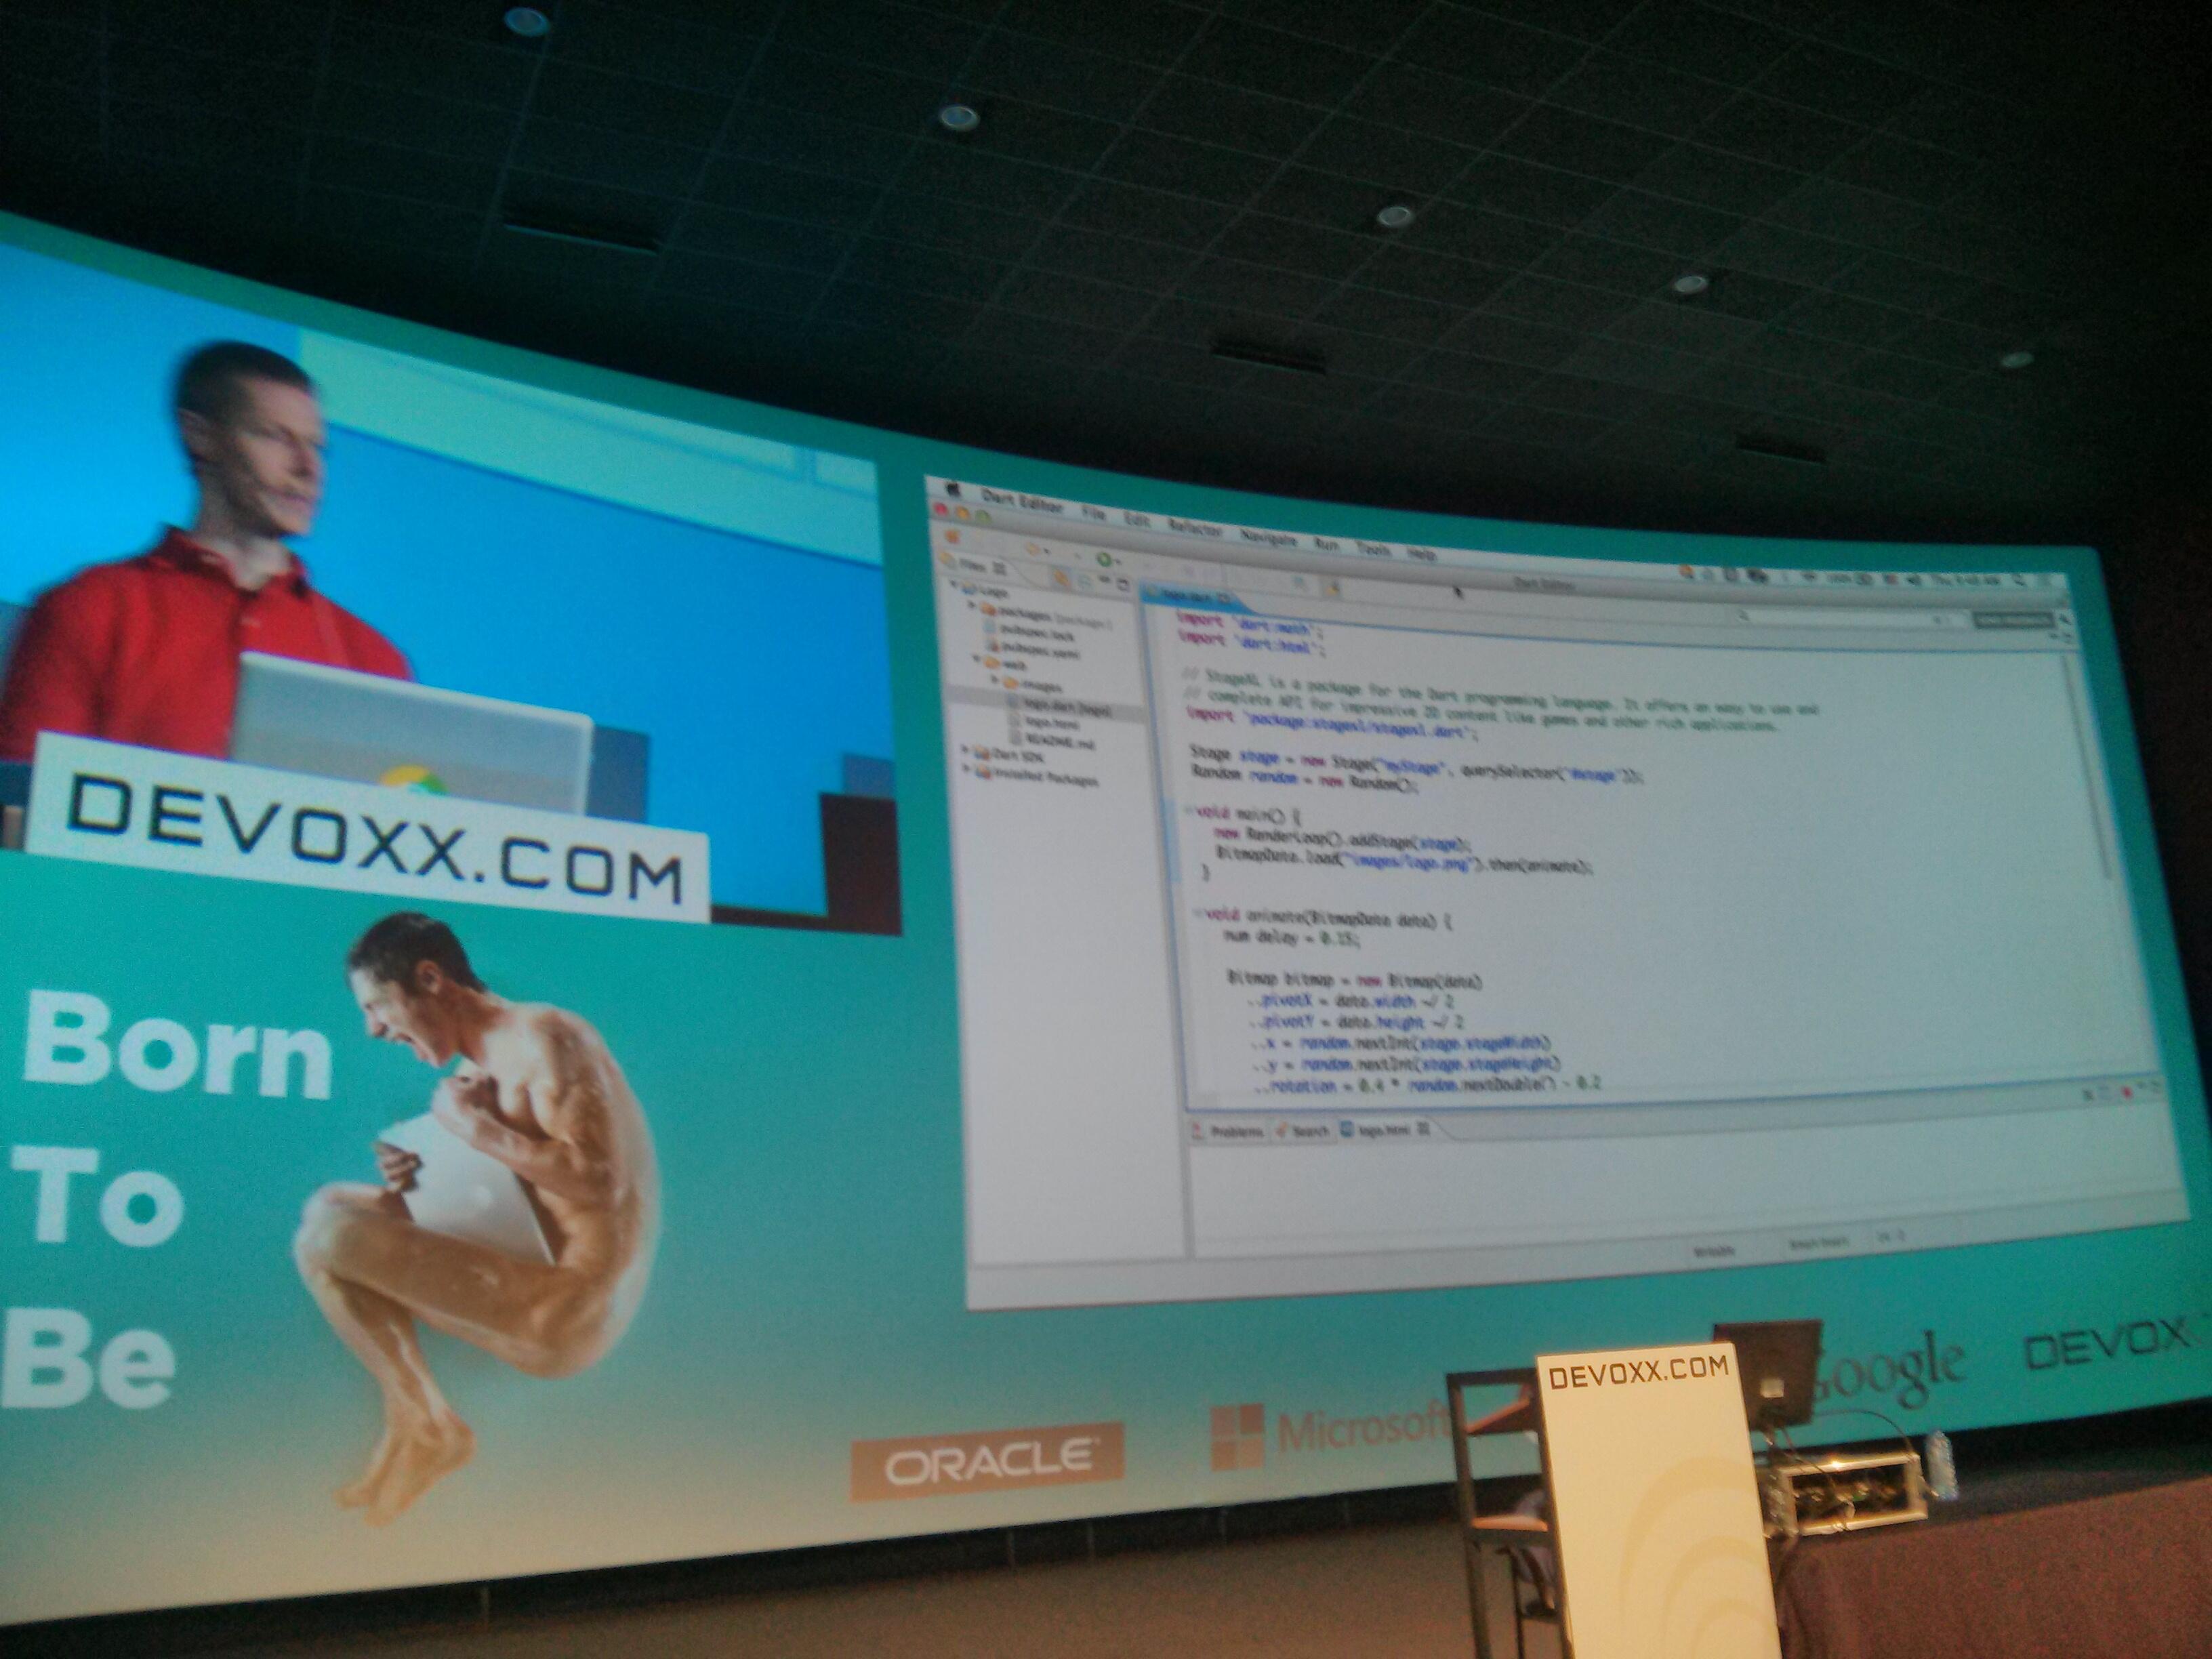 DEVOXX.COM
Born
To
Be
Dart Editor File Edit Refactor Navigate Run Tools Help
Dart Editor
Files
logo
packages [package:]
pubspec.lock
pubspec.yaml
web
images
logo.dart [logo]
logo.html
README.md
Dart SDK
Installed Packages
logo.dart
import 'dart:math';
import 'dart:html';
// StageXL is a package for the Dart programming language. It offers an easy to use and
// complete API for impressive 2D content like games and other rich applications.
import 'package:stagexl/stagexl.dart';
Stage stage = new Stage("myStage", querySelector('#stage'));
Random random = new Random();
void main() {
new RenderLoop().addStage(stage);
BitmapData.load("images/logo.png").then(animate);
}
void animate(BitmapData data) {
num delay = 0.15;
Bitmap bitmap = new Bitmap(data)
..pivotX = data.width ~/ 2
..pivotY = data.height ~/ 2
..x = random.nextInt(stage.stageWidth)
..y = random.nextInt(stage.stageHeight)
..rotation = 0.4 * random.nextDouble() - 0.2
Problems Search logo.html
Writable
ORACLE
Microsoft
Google
DEVOX
DEVOXX.COM